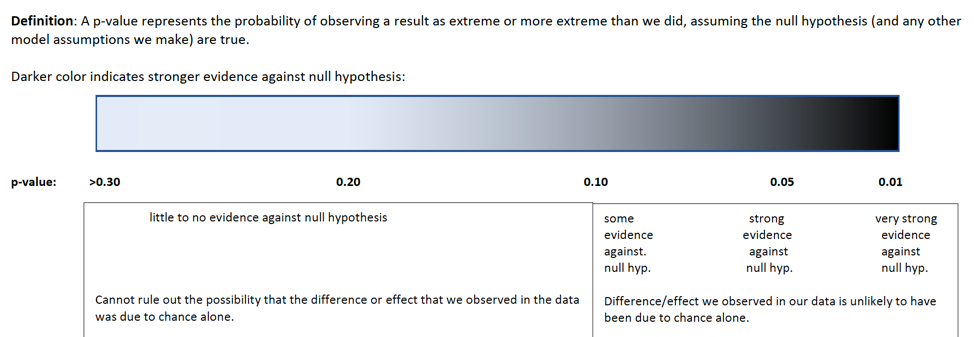 Definition: A p-value represents the probability of observing a result as extreme or more extreme than we did, assuming the null hypothesis (and any other
model assumptions we make) are true.
Darker color indicates stronger evidence against null hypothesis:
p-value: >0.30 0.20 0.10 0.05 0.01
little to no evidence against null hypothesis
Cannot rule out the possibility that the difference or effect that we observed in the data
was due to chance alone.
some
evidence
against.
null hyp.
strong
evidence
against
null hyp.
very strong
evidence
against
null hyp.
Difference/effect we observed in our data is unlikely to have
been due to chance alone.